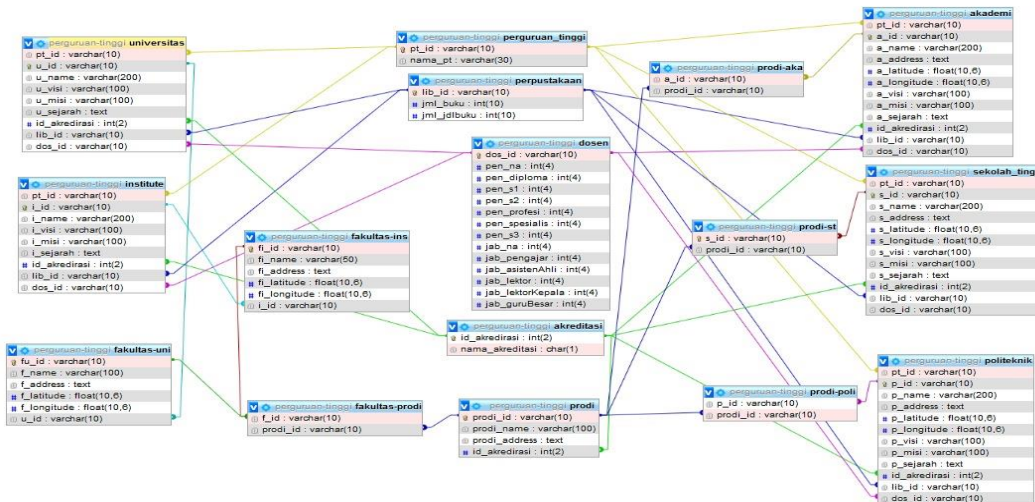 perguruan-tinggi universitas
pt_id : varchar(10)
u_id : varchar(10)
u_name : varchar(200)
u_visi : varchar(100)
u_misi : varchar(100)
u_sejarah : text
id_akredirasi : int(2)
lib_id : varchar(10)
dos_id : varchar(10)
perguruan-tinggi institute
pt_id : varchar(10)
i_id : varchar(10)
i_name : varchar(200)
i_visi : varchar(100)
i_misi : varchar(100)
i_sejarah : text
id_akredirasi : int(2)
lib_id : varchar(10)
dos_id : varchar(10)
perguruan-tinggi fakultas-uni
fu_id : varchar(10)
f_name : varchar(100)
f_address : text
f_latitude : float(10,6)
f_longitude : float(10,6)
u_id : varchar(10)
perguruan-tinggi fakultas-ins
fi_id : varchar(10)
fi_name : varchar(50)
fi_address : text
fi_latitude : float(10,6)
fi_longitude : float(10,6)
i_id : varchar(10)
perguruan-tinggi fakultas-prodi
f_id : varchar(10)
prodi_id : varchar(10)
perguruan-tinggi perguruan_tinggi
pt_id : varchar(10)
nama_pt : varchar(30)
perguruan-tinggi perpustakaan
lib_id : varchar(10)
jml_buku : int(10)
jml_jdlbuku : int(10)
perguruan-tinggi dosen
dos_id : varchar(10)
pen_na : int(4)
pen_diploma : int(4)
pen_s1 : int(4)
pen_s2 : int(4)
pen_profesi : int(4)
pen_spesialis : int(4)
pen_s3 : int(4)
jab_na : int(4)
jab_pengajar : int(4)
jab_asistenAhli : int(4)
jab_lektor : int(4)
jab_lektorKepala : int(4)
jab_guruBesar : int(4)
perguruan-tinggi akreditasi
id_akredirasi : int(2)
nama_akreditasi : char(1)
perguruan-tinggi prodi
prodi_id : varchar(10)
prodi_name : varchar(100)
prodi_address : text
id_akredirasi : int(2)
perguruan-tinggi prodi-aka
a_id : varchar(10)
prodi_id : varchar(10)
perguruan-tinggi prodi-st
s_id : varchar(10)
prodi_id : varchar(10)
perguruan-tinggi prodi-poli
p_id : varchar(10)
prodi_id : varchar(10)
perguruan-tinggi akademi
pt_id : varchar(10)
a_id : varchar(10)
a_name : varchar(200)
a_address : text
a_latitude : float(10,6)
a_longitude : float(10,6)
a_visi : varchar(100)
a_misi : varchar(100)
a_sejarah : text
id_akredirasi : int(2)
lib_id : varchar(10)
dos_id : varchar(10)
perguruan-tinggi sekolah_ting
pt_id : varchar(10)
s_id : varchar(10)
s_name : varchar(200)
s_address : text
s_latitude : float(10,6)
s_longitude : float(10,6)
s_visi : varchar(100)
s_misi : varchar(100)
s_sejarah : text
id_akredirasi : int(2)
lib_id : varchar(10)
dos_id : varchar(10)
perguruan-tinggi politeknik
pt_id : varchar(10)
p_id : varchar(10)
p_name : varchar(200)
p_address : text
p_latitude : float(10,6)
p_longitude : float(10,6)
p_visi : varchar(100)
p_misi : varchar(100)
p_sejarah : text
id_akredirasi : int(2)
lib_id : varchar(10)
dos_id : varchar(10)